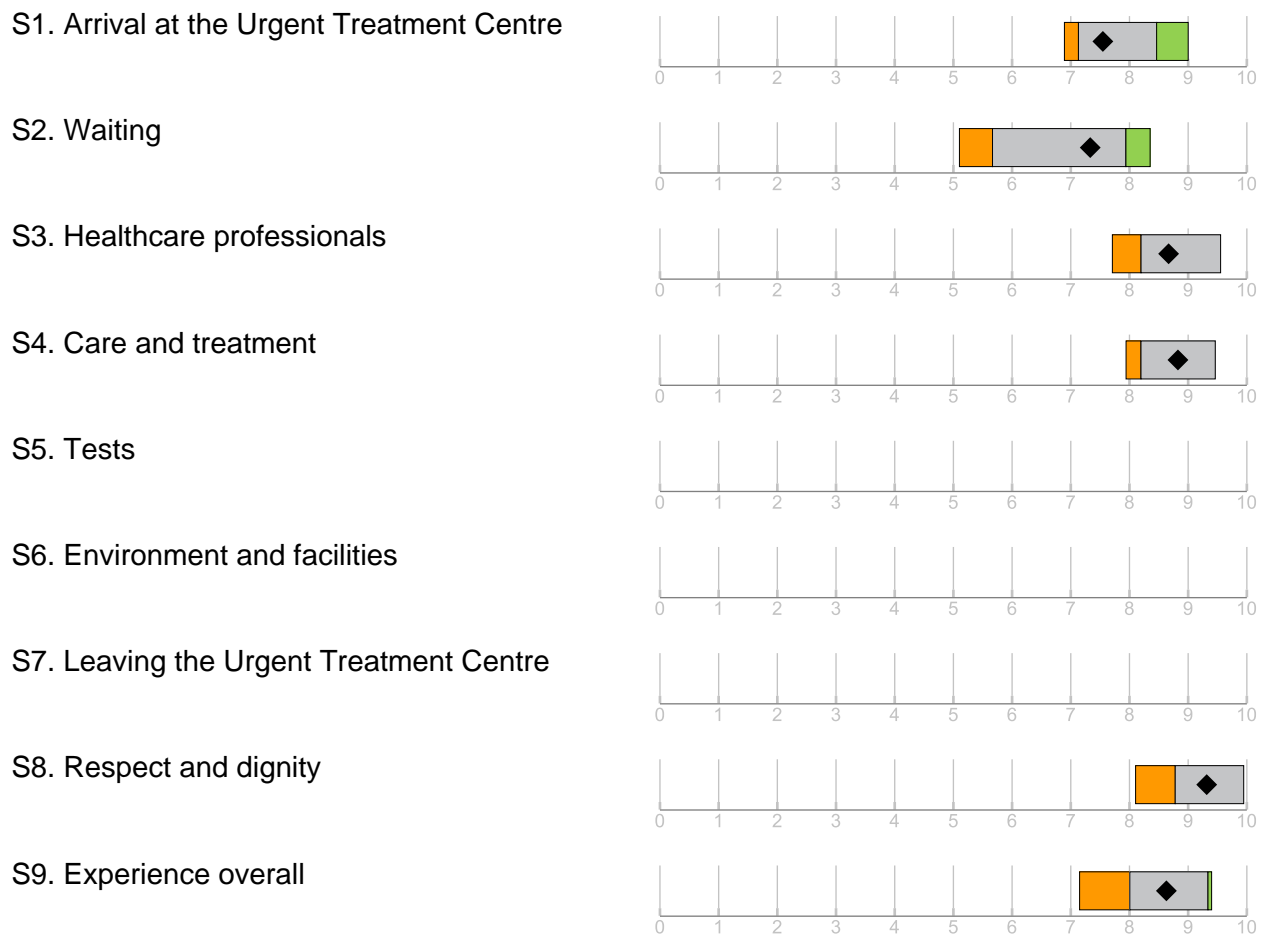 S1. Arrival at the Urgent Treatment Centre
0 1 2 3 4 5 6 7 8 9 10
S2. Waiting
0 1 2 3 4 5 6 7 8 9 10
S3. Healthcare professionals
0 1 2 3 4 5 6 7 8 9 10
S4. Care and treatment
0 1 2 3 4 5 6 7 8 9 10
S5. Tests
0 1 2 3 4 5 6 7 8 9 10
S6. Environment and facilities
0 1 2 3 4 5 6 7 8 9 10
S7. Leaving the Urgent Treatment Centre
0 1 2 3 4 5 6 7 8 9 10
S8. Respect and dignity
0 1 2 3 4 5 6 7 8 9 10
S9. Experience overall
0 1 2 3 4 5 6 7 8 9 10